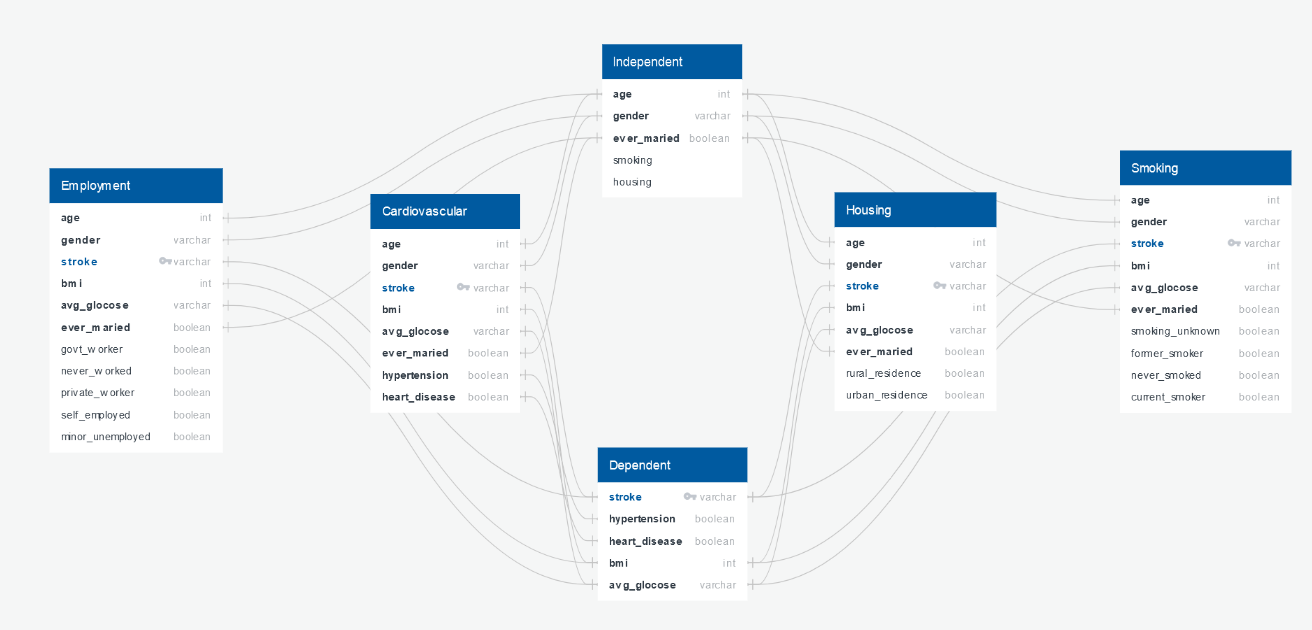 Independent
age int
gender varchar
ever_maried boolean
smoking
housing
Employment
age int
gender varchar
stroke varchar
bmi int
avg_glocose varchar
ever_maried boolean
govt_worker boolean
never_worked boolean
private_worker boolean
self_employed boolean
minor_unemployed boolean
Cardiovascular
age int
gender varchar
stroke varchar
bmi int
avg_glocose varchar
ever_maried boolean
hypertension boolean
heart_disease boolean
Housing
age int
gender varchar
stroke varchar
bmi int
avg_glocose varchar
ever_maried boolean
rural_residence boolean
urban_residence boolean
Smoking
age int
gender varchar
stroke varchar
bmi int
avg_glocose varchar
ever_maried boolean
smoking_unknown boolean
former_smoker boolean
never_smoked boolean
current_smoker boolean
Dependent
stroke varchar
hypertension boolean
heart_disease boolean
bmi int
avg_glocose varchar